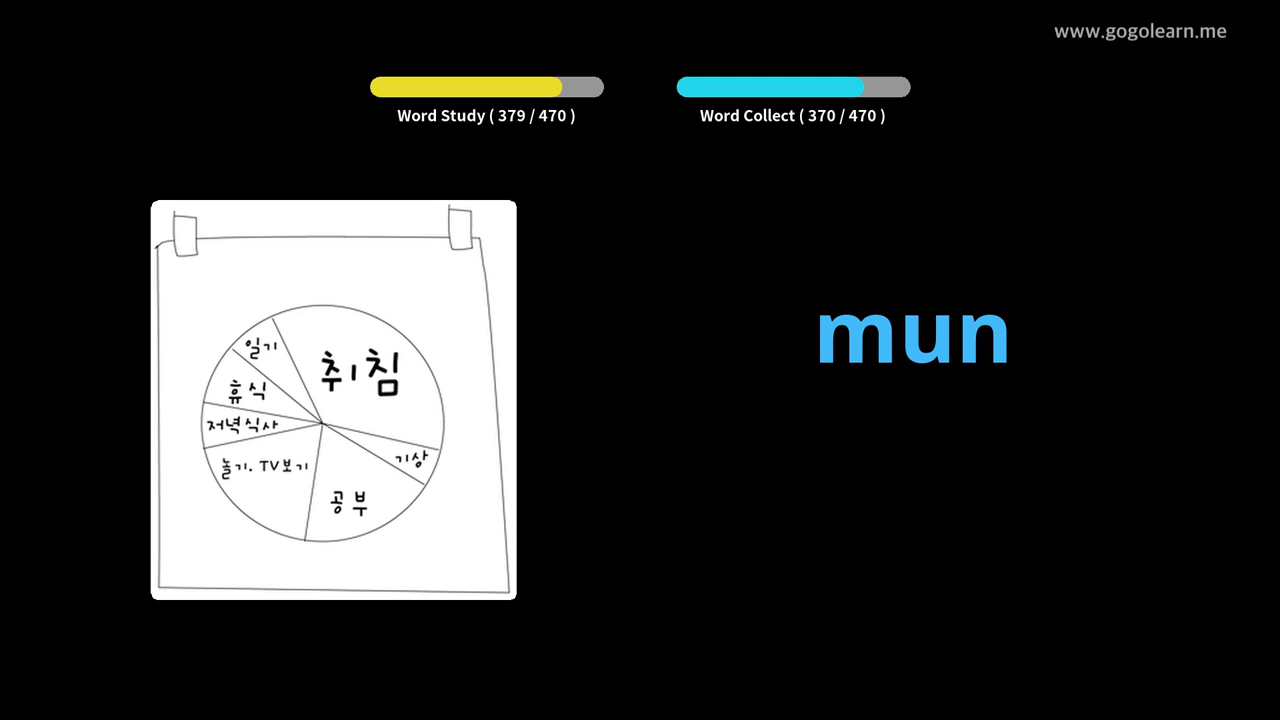 www.gogolearn.me
Word Study ( 379 / 470 )
Word Collect ( 370 / 470 )
일기
취침
휴식
저녁식사
놀기. TV보기
기상
공부
mun